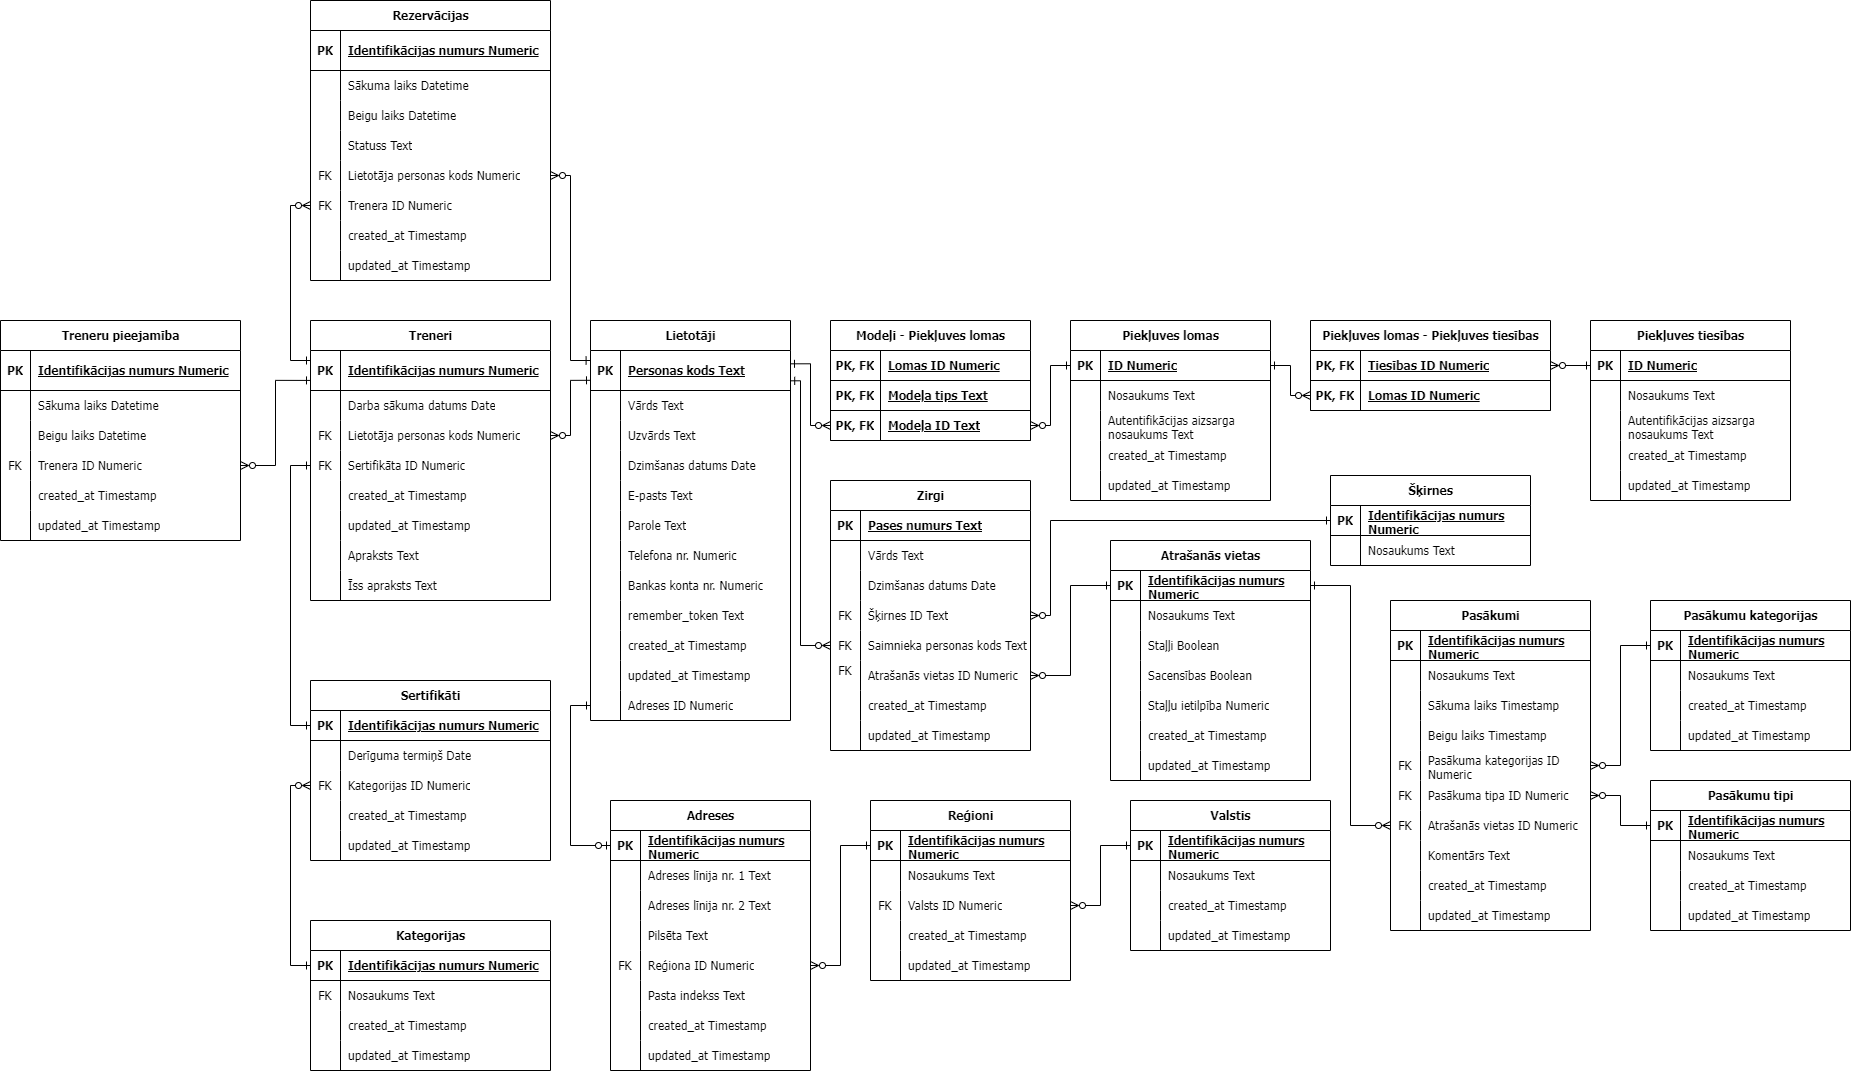 Rezervācijas
PK Identifikācijas numurs Numeric
Sākuma laiks Datetime
Beigu laiks Datetime
Statuss Text
FK Lietotāja personas kods Numeric
FK Trenera ID Numeric
created_at Timestamp
updated_at Timestamp
Treneru pieejamība
PK Identifikācijas numurs Numeric
Sākuma laiks Datetime
Beigu laiks Datetime
FK Trenera ID Numeric
created_at Timestamp
updated_at Timestamp
Treneri
PK Identifikācijas numurs Numeric
Darba sākuma datums Date
FK Lietotāja personas kods Numeric
FK Sertifikāta ID Numeric
created_at Timestamp
updated_at Timestamp
Apraksts Text
Īss apraksts Text
Lietotāji
PK Personas kods Text
Vārds Text
Uzvārds Text
Dzimšanas datums Date
E-pasts Text
Parole Text
Telefona nr. Numeric
Bankas konta nr. Numeric
remember_token Text
created_at Timestamp
updated_at Timestamp
Adreses ID Numeric
Modeļi - Piekļuves lomas
PK, FK Lomas ID Numeric
PK, FK Modeļa tips Text
PK, FK Modeļa ID Text
Piekļuves lomas
PK ID Numeric
Nosaukums Text
Autentifikācijas aizsarga
nosaukums Text
created_at Timestamp
updated_at Timestamp
Piekļuves lomas - Piekļuves tiesības
PK, FK Tiesības ID Numeric
PK, FK Lomas ID Numeric
Piekļuves tiesības
PK ID Numeric
Nosaukums Text
Autentifikācijas aizsarga
nosaukums Text
created_at Timestamp
updated_at Timestamp
Zirgi
PK Pases numurs Text
Vārds Text
Dzimšanas datums Date
FK Šķirnes ID Text
FK Saimnieka personas kods Text
FK Atrašanās vietas ID Numeric
created_at Timestamp
updated_at Timestamp
Šķirnes
PK Identifikācijas numurs
Numeric
Nosaukums Text
Atrašanās vietas
PK Identifikācijas numurs
Numeric
Nosaukums Text
Staļļi Boolean
Sacensības Boolean
Staļļu ietilpība Numeric
created_at Timestamp
updated_at Timestamp
Pasākumi
PK Identifikācijas numurs
Numeric
Nosaukums Text
Sākuma laiks Timestamp
Beigu laiks Timestamp
FK Pasākuma kategorijas ID
Numeric
FK Pasākuma tipa ID Numeric
FK Atrašanās vietas ID Numeric
Komentārs Text
created_at Timestamp
updated_at Timestamp
Pasākumu kategorijas
PK Identifikācijas numurs
Numeric
Nosaukums Text
created_at Timestamp
updated_at Timestamp
Pasākumu tipi
PK Identifikācijas numurs
Numeric
Nosaukums Text
created_at Timestamp
updated_at Timestamp
Sertifikāti
PK Identifikācijas numurs Numeric
Derīguma termiņš Date
FK Kategorijas ID Numeric
created_at Timestamp
updated_at Timestamp
Kategorijas
PK Identifikācijas numurs Numeric
FK Nosaukums Text
created_at Timestamp
updated_at Timestamp
Adreses
PK Identifikācijas numurs
Numeric
Adreses līnija nr. 1 Text
Adreses līnija nr. 2 Text
Pilsēta Text
FK Reģiona ID Numeric
Pasta indekss Text
created_at Timestamp
updated_at Timestamp
Reģioni
PK Identifikācijas numurs
Numeric
Nosaukums Text
FK Valsts ID Numeric
created_at Timestamp
updated_at Timestamp
Valstis
PK Identifikācijas numurs
Numeric
Nosaukums Text
created_at Timestamp
updated_at Timestamp